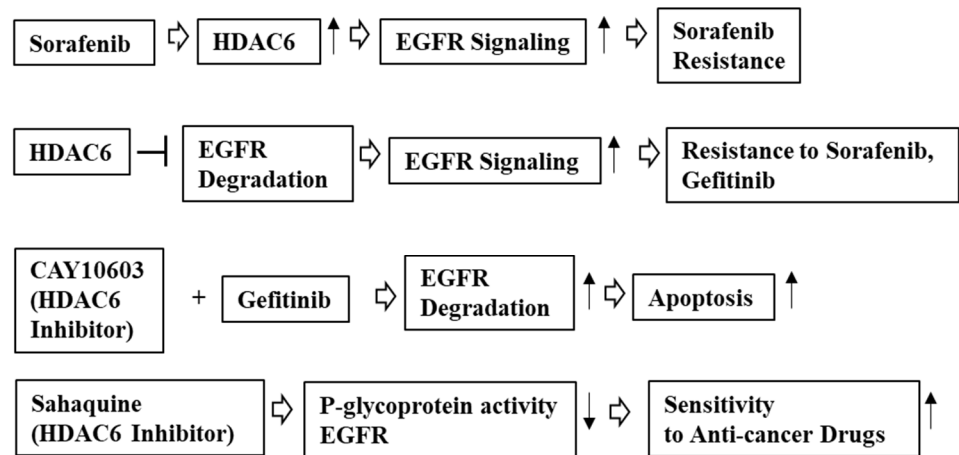 Sorafenib
HDAC6
EGFR Signaling
Sorafenib
Resistance
HDAC6
EGFR
Degradation
EGFR Signaling
Resistance to Sorafenib,
Gefitinib
CAY10603
(HDAC6
Inhibitor)
+
Gefitinib
EGFR
Degradation
Apoptosis
Sahaquine
(HDAC6 Inhibitor)
P-glycoprotein activity
EGFR
Sensitivity
to Anti-cancer Drugs